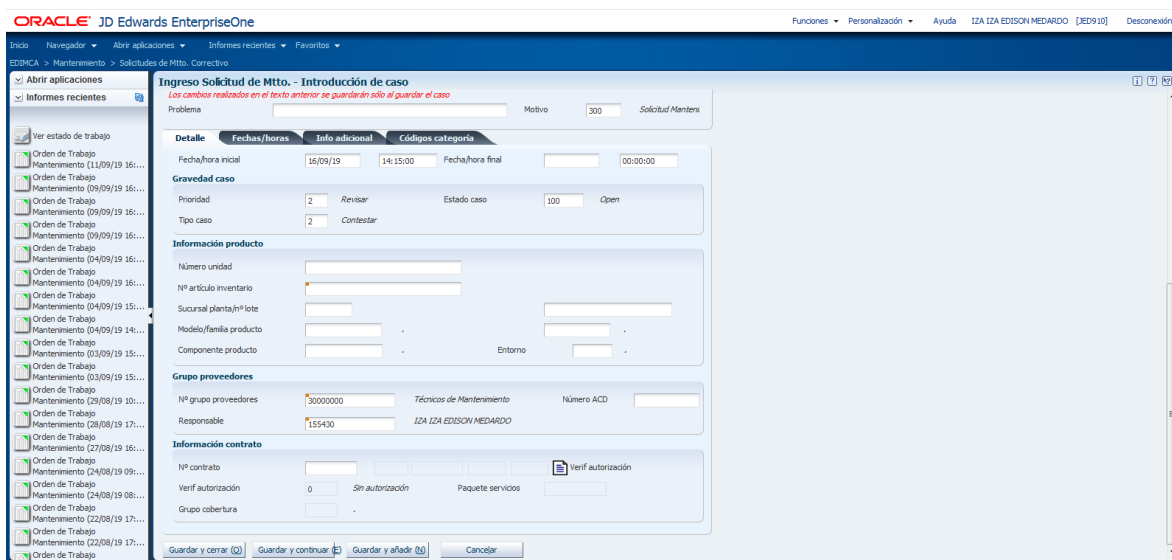 ORACLE® JD Edwards EnterpriseOne
Funciones Personalización Ayuda IZA IZA EDISON MEDARDO [JED910] Desconexión
Inicio Navegador Abrir aplicaciones Informes recientes Favoritos
EDIMCA > Mantenimiento > Solicitudes de Mtto. Correctivo
Abrir aplicaciones
Informes recientes
Ver estado de trabajo
Orden de Trabajo
Mantenimiento (11/09/19 16:...
Orden de Trabajo
Mantenimiento (09/09/19 16:...
Orden de Trabajo
Mantenimiento (09/09/19 16:...
Orden de Trabajo
Mantenimiento (09/09/19 16:...
Orden de Trabajo
Mantenimiento (04/09/19 16:...
Orden de Trabajo
Mantenimiento (04/09/19 16:...
Orden de Trabajo
Mantenimiento (04/09/19 15:...
Orden de Trabajo
Mantenimiento (04/09/19 14:...
Orden de Trabajo
Mantenimiento (03/09/19 15:...
Orden de Trabajo
Mantenimiento (03/09/19 15:...
Orden de Trabajo
Mantenimiento (29/08/19 10:...
Orden de Trabajo
Mantenimiento (28/08/19 17:...
Orden de Trabajo
Mantenimiento (27/08/19 16:...
Orden de Trabajo
Mantenimiento (24/08/19 09:...
Orden de Trabajo
Mantenimiento (24/08/19 08:...
Orden de Trabajo
Mantenimiento (22/08/19 17:...
Orden de Trabajo
Mantenimiento (22/08/19 17:...
Orden de Trabajo
Ingreso Solicitud de Mtto. - Introducción de caso
Los cambios realizados en el texto anterior se guardarán sólo al guardar el caso
Problema Motivo 300 Solicitud Manteni
Detalle Fechas/horas Info adicional Códigos categoría
Fecha/hora inicial 16/09/19 14:15:00 Fecha/hora final 00:00:00
Gravedad caso
Prioridad 2 Revisar Estado caso 100 Open
Tipo caso 2 Contestar
Información producto
Número unidad
Nº artículo inventario
Sucursal planta/nº lote
Modelo/familia producto . .
Componente producto . Entorno .
Grupo proveedores
Nº grupo proveedores 30000000 Técnicos de Mantenimiento Número ACD
Responsable 155430 IZA IZA EDISON MEDARDO
Información contrato
Nº contrato Verif autorización
Verif autorización 0 Sin autorización Paquete servicios
Grupo cobertura .
Guardar y cerrar (O) Guardar y continuar (E) Guardar y añadir (N) Cancelar